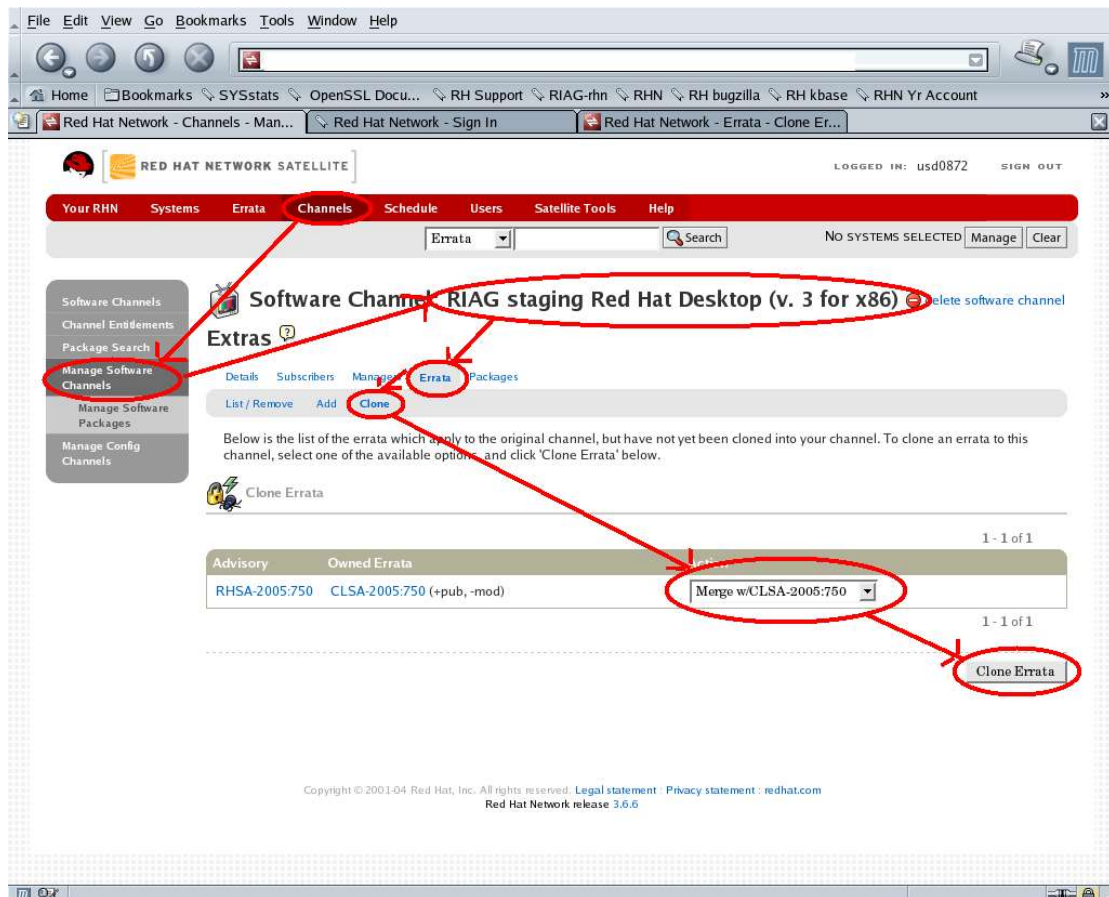 File Edit View Go Bookmarks Tools Window Help
Home Bookmarks SYSstats OpenSSL Docu... RH Support RIAG-rhn RHN RH bugzilla RH kbase RHN Yr Account »
Red Hat Network - Channels - Man... Red Hat Network - Sign In Red Hat Network - Errata - Clone Er...
RED HAT NETWORK SATELLITE LOGGED IN: usd0872 SIGN OUT
Your RHN Systems Errata Channels Schedule Users Satellite Tools Help
Errata Search NO SYSTEMS SELECTED Manage Clear
Software Channels
Channel Entitlements
Package Search
Manage Software
Channels
Manage Software
Packages
Manage Config
Channels
Software Channel: RIAG staging Red Hat Desktop (v. 3 for x86) delete software channel
Extras ?
Details Subscribers Managers Errata Packages
List / Remove Add Clone
Below is the list of the errata which apply to the original channel, but have not yet been cloned into your channel. To clone an errata to this
channel, select one of the available options, and click 'Clone Errata' below.
Clone Errata
1 - 1 of 1
Advisory Owned Errata Action
RHSA-2005:750 CLSA-2005:750 (+pub, -mod) Merge w/CLSA-2005:750
1 - 1 of 1
Clone Errata
Copyright © 2001-04 Red Hat, Inc. All rights reserved. Legal statement : Privacy statement : redhat.com
Red Hat Network release 3.6.6